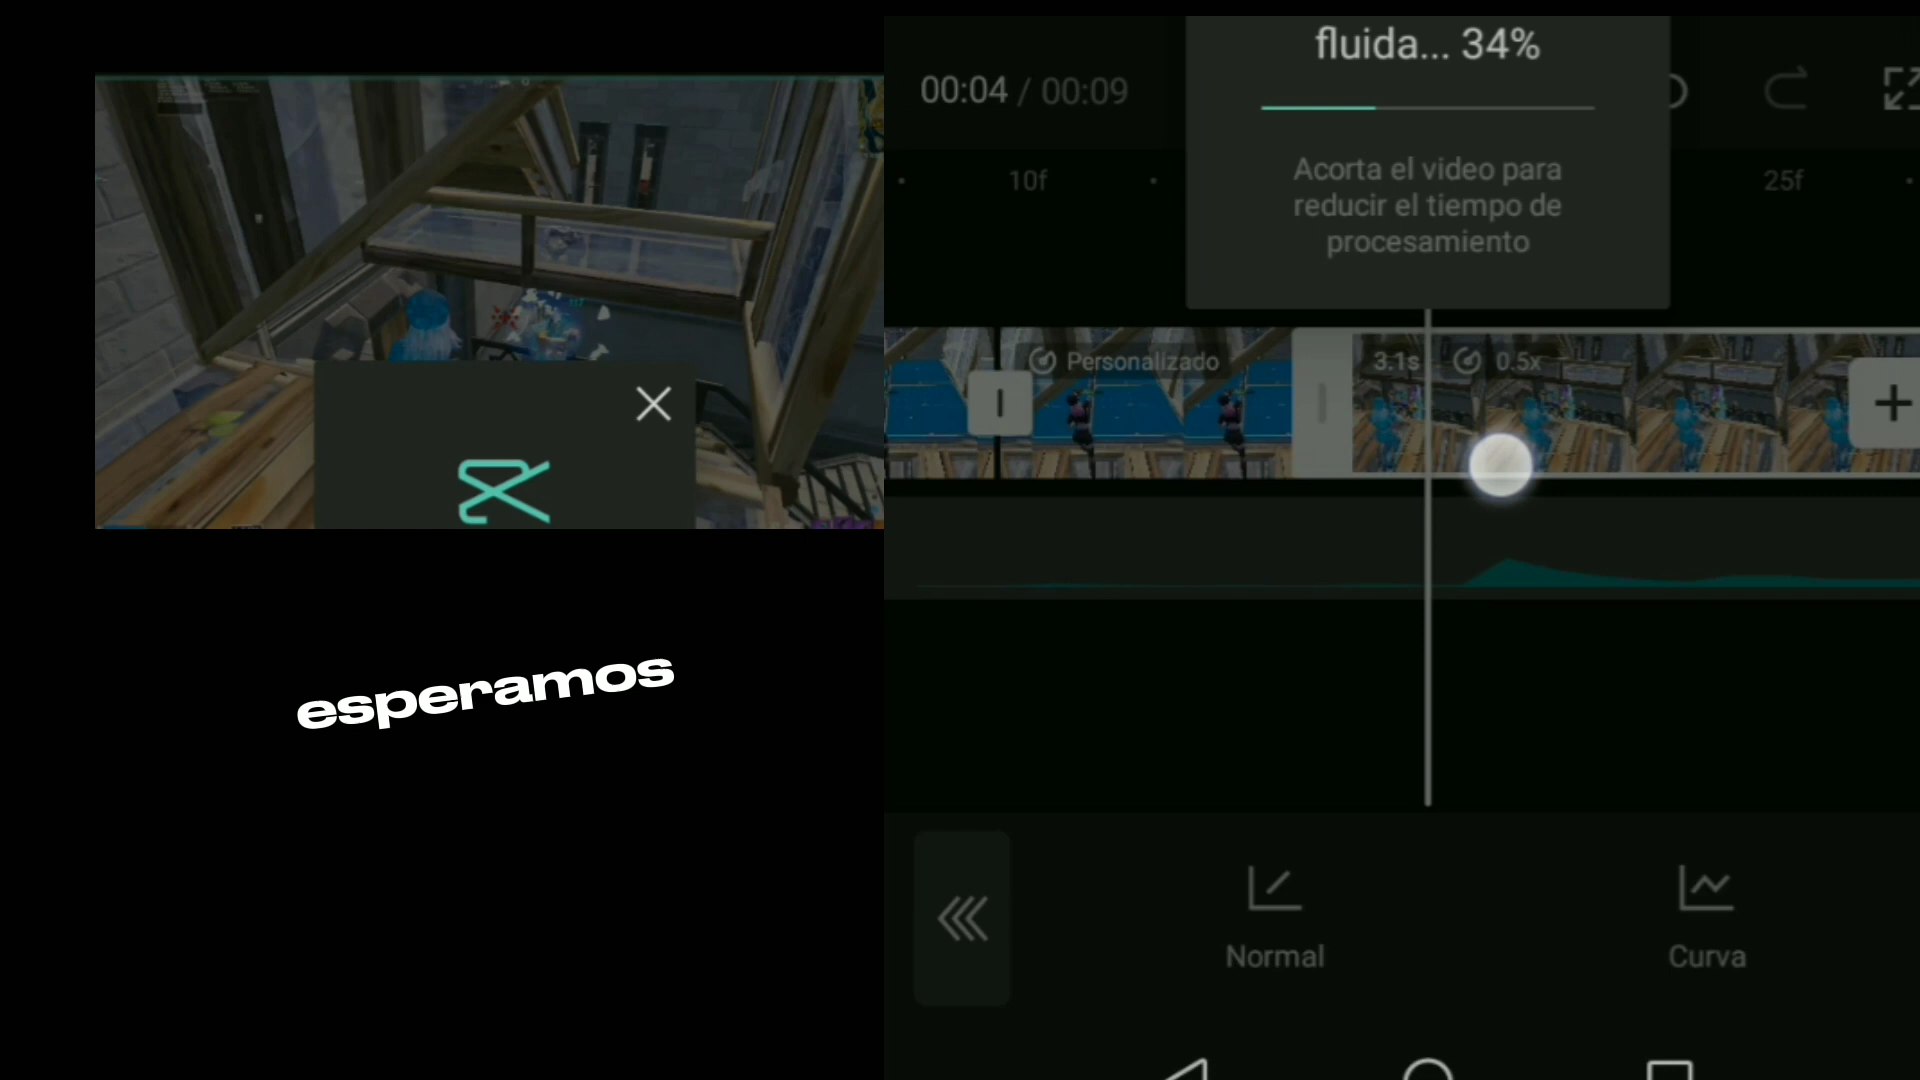 fluida... 34%
00:04 / 00:09
Acorta el video para
reducir el tiempo de
procesamiento
10f
25f
Personalizado
3.1s
0.5x
esperamos
Normal
Curva